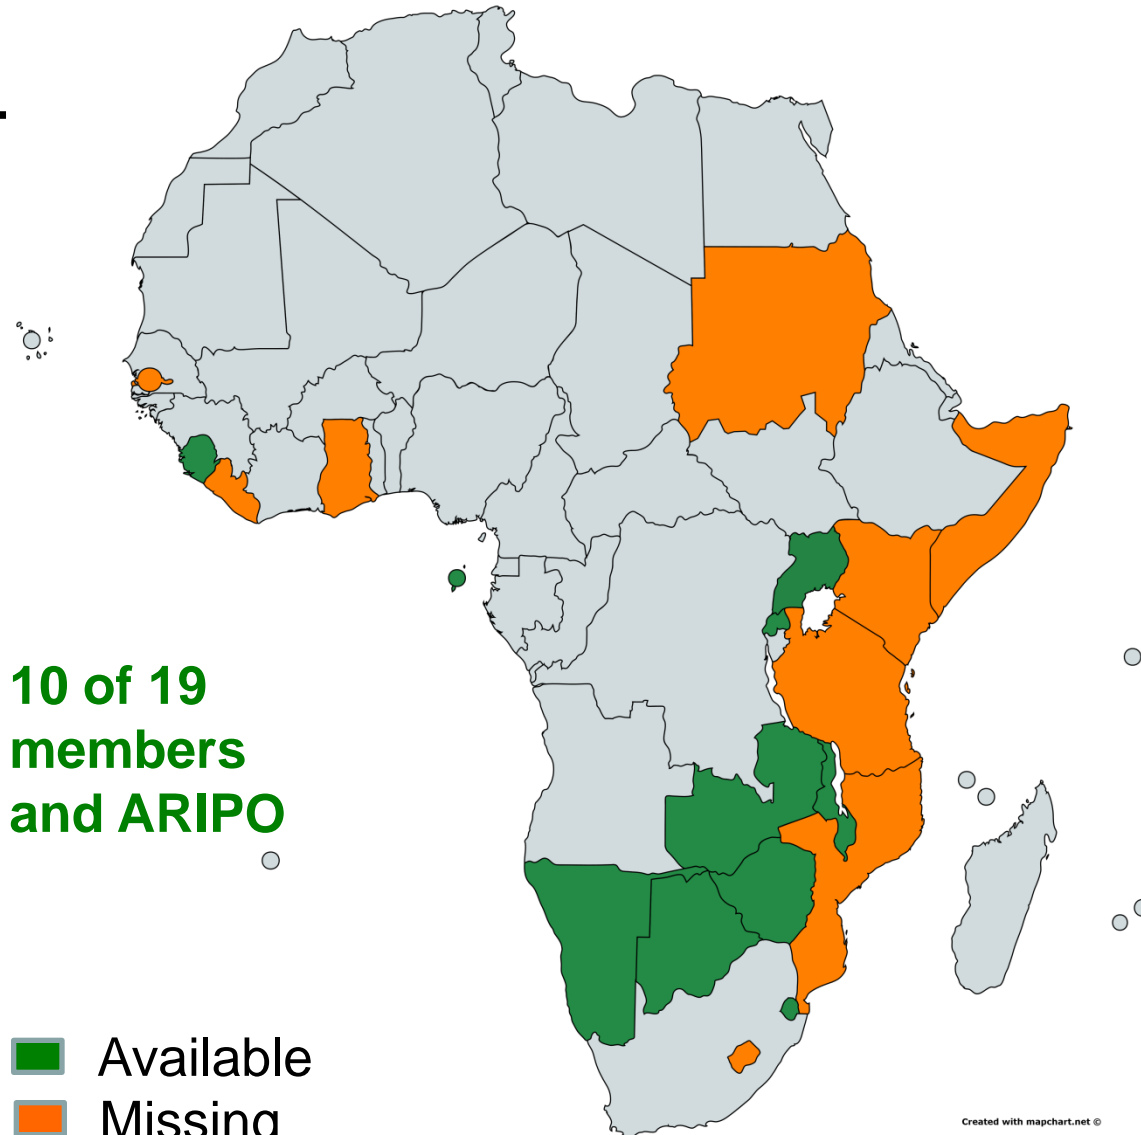 10 of 19
members
and ARIPO
Available
Missing
Created with mapchart.net ©